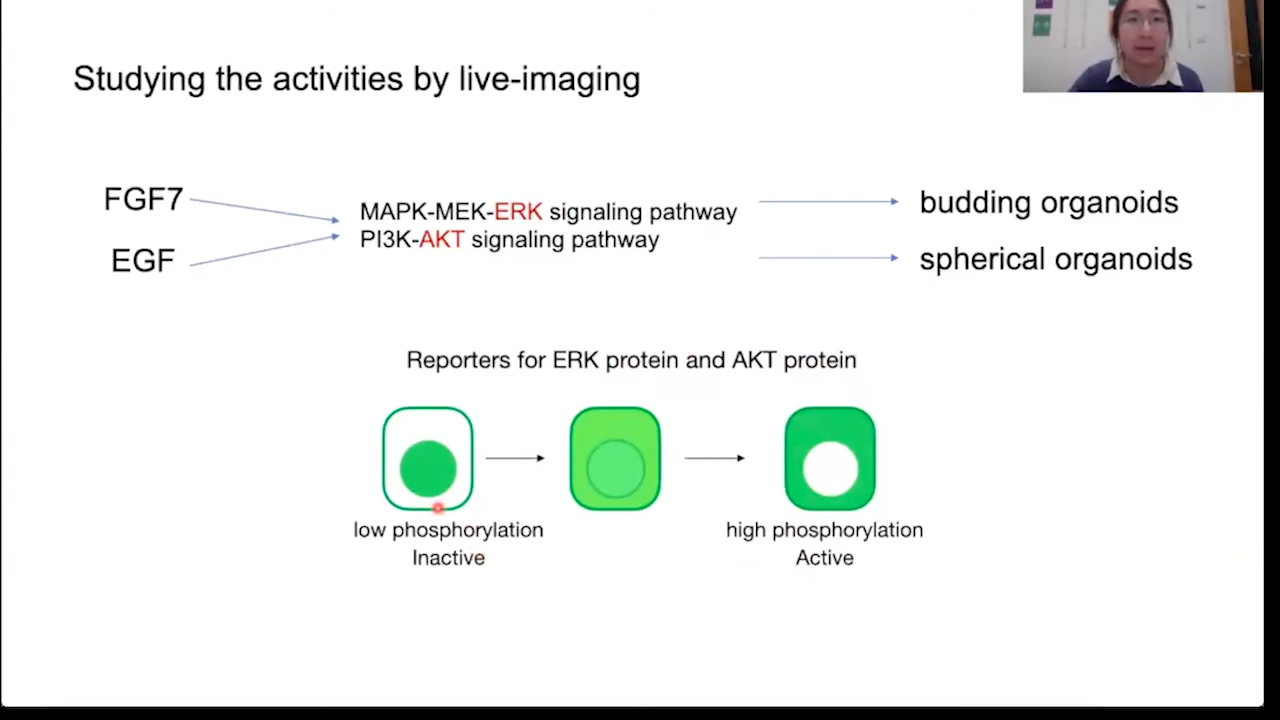 Studying the activities by live-imaging
FGF7
EGF
MAPK-MEK-ERK signaling pathway
PI3K-AKT signaling pathway
budding organoids
spherical organoids
Reporters for ERK protein and AKT protein
low phosphorylation
Inactive
high phosphorylation
Active